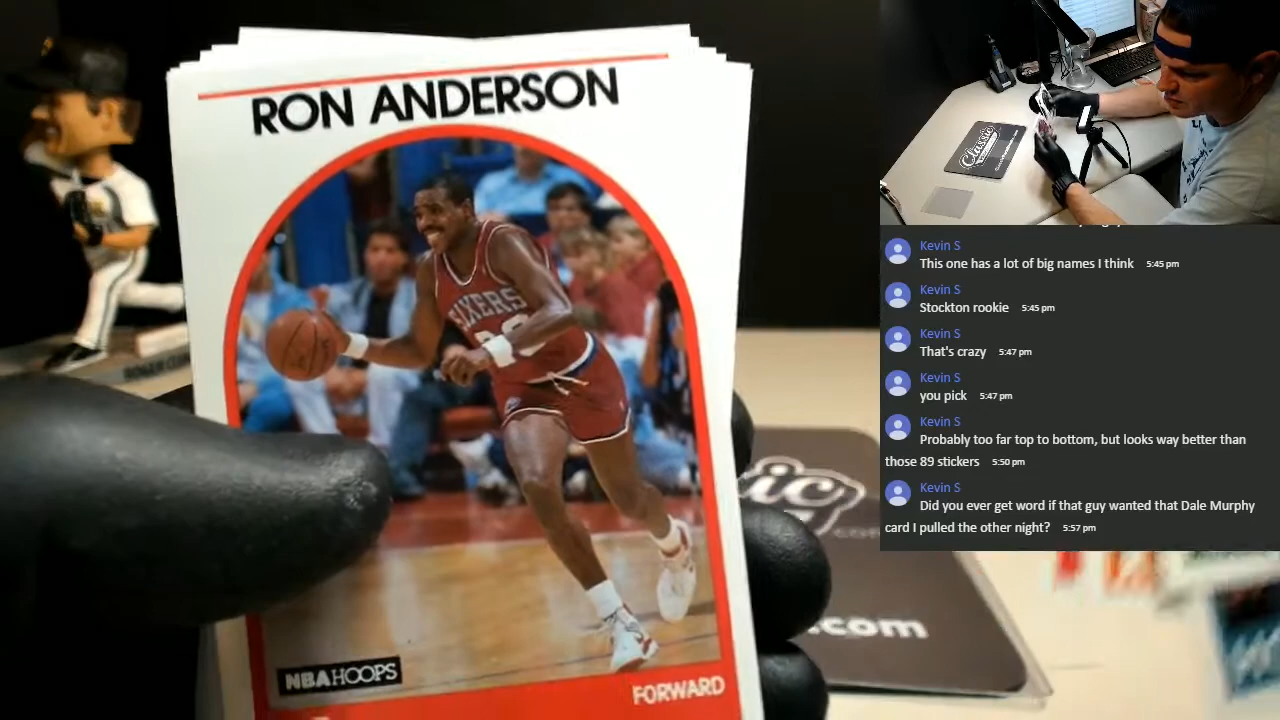 RON ANDERSON
SIXERS
NBA HOOPS
FORWARD
ROGER CL
ic
.com
Classic
Kevin S
This one has a lot of big names I think 5:45 pm
Kevin S
Stockton rookie 5:45 pm
Kevin S
That's crazy 5:47 pm
Kevin S
you pick 5:47 pm
Kevin S
Probably too far top to bottom, but looks way better than
those 89 stickers 5:50 pm
Kevin S
Did you ever get word if that guy wanted that Dale Murphy
card I pulled the other night? 5:57 pm